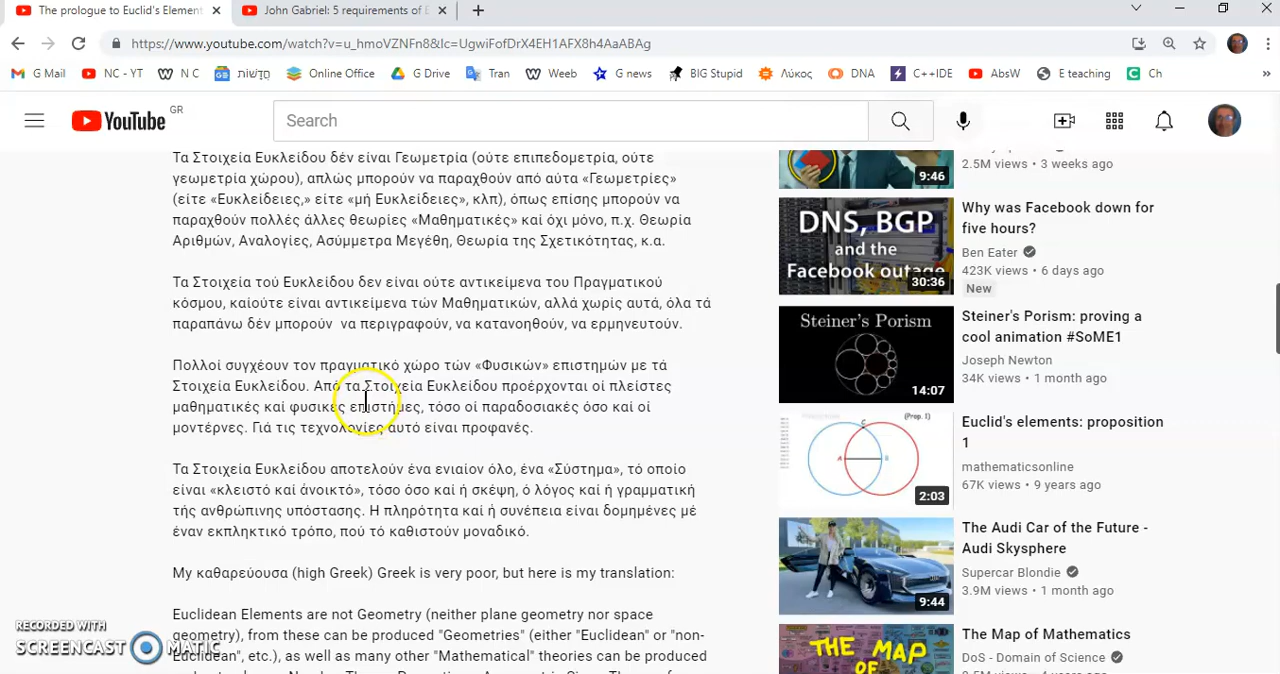 The prologue to Euclid's Element
John Gabriel: 5 requirements of E
https://www.youtube.com/watch?v=u_hmoVZNFn8&lc=UgwiFofDrX4EH1AFX8h4AaABAg
G Mail
NC - YT
N C
חֲדָשׁוֹת
Online Office
G Drive
Tran
Weeb
G news
BIG Stupid
Λύκος
DNA
C++IDE
AbsW
E teaching
Ch
YouTube
GR
Search
Τα Στοιχεία Ευκλείδου δέν είναι Γεωμετρία (ούτε επιπεδομετρία, ούτε
γεωμετρία χώρου), απλώς μπορούν να παραχθούν από αύτα «Γεωμετρίες»
(είτε «Ευκλείδειες,» είτε «μή Ευκλείδειες», κλπ), όπως επίσης μπορούν να
παραχθούν πολλές άλλες θεωρίες «Μαθηματικές» καί όχι μόνο, π.χ. Θεωρία
Αριθμών, Αναλογίες, Ασύμμετρα Μεγέθη, Θεωρία της Σχετικότητας, κ.α.
Τα Στοιχεία τού Ευκλείδου δεν είναι ούτε αντικείμενα του Πραγματικού
κόσμου, καίούτε είναι αντικείμενα τών Μαθηματικών, αλλά χωρίς αυτά, όλα τά
παραπάνω δέν μπορούν να περιγραφούν, να κατανοηθούν, να ερμηνευτούν.
Πολλοί συγχέουν τον πραγματικό χώρο τών «Φυσικών» επιστημών με τά
Στοιχεία Ευκλείδου. Από τα Στοιχεία Ευκλείδου προέρχονται οί πλείστες
μαθηματικές καί φυσικές επιστήμες, τόσο οί παραδοσιακές όσο καί οί
μοντέρνες. Γιά τις τεχνολογίες αυτό είναι προφανές.
Τα Στοιχεία Ευκλείδου αποτελούν ένα ενιαίον όλο, ένα «Σύστημα», τό οποίο
είναι «κλειστό καί άνοικτό», τόσο όσο καί ή σκέψη, ό λόγος καί ή γραμματική
τής ανθρώπινης υπόστασης. Η πληρότητα καί ή συνέπεια είναι δομημένες μέ
έναν εκπληκτικό τρόπο, πού τό καθιστούν μοναδικό.
My καθαρεύουσα (high Greek) Greek is very poor, but here is my translation:
Euclidean Elements are not Geometry (neither plane geometry nor space
geometry), from these can be produced "Geometries" (either "Euclidean" or "non-
Euclidean", etc.), as well as many other "Mathematical" theories can be produced
RECORDED WITH
SCREENCAST MATIC
9:46
2.5M views • 3 weeks ago
DNS, BGP
and the
Facebook outage
30:36
Why was Facebook down for
five hours?
Ben Eater
423K views • 6 days ago
New
Steiner's Porism
14:07
Steiner's Porism: proving a
cool animation #SoME1
Joseph Newton
34K views • 1 month ago
(Prop. I)
C
A
B
2:03
Euclid's elements: proposition
1
mathematicsonline
67K views • 9 years ago
9:44
The Audi Car of the Future -
Audi Skysphere
Supercar Blondie
3.9M views • 1 month ago
THE MAP
OF
The Map of Mathematics
DoS - Domain of Science